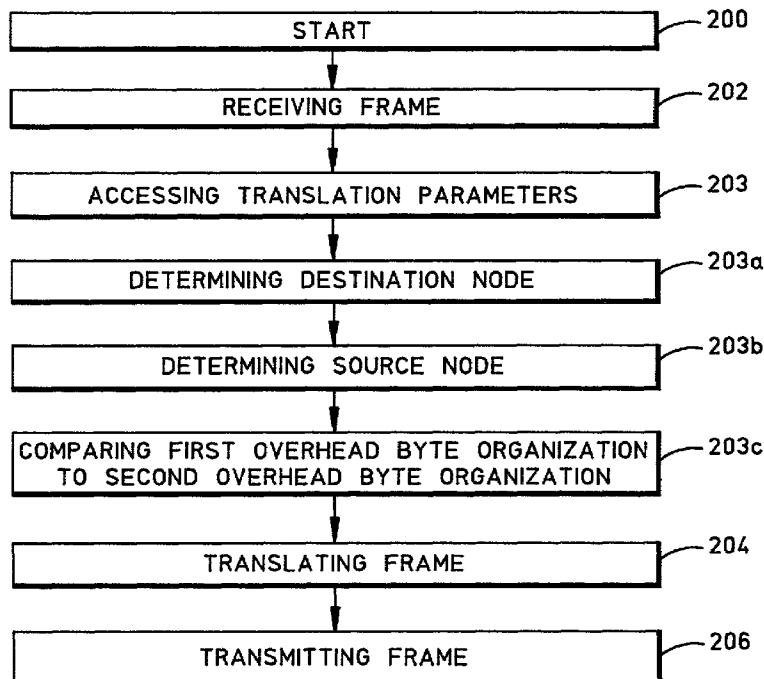 START
200
RECEIVING FRAME
202
ACCESSING TRANSLATION PARAMETERS
203
DETERMINING DESTINATION NODE
203a
DETERMINING SOURCE NODE
203b
COMPARING FIRST OVERHEAD BYTE ORGANIZATION
TO SECOND OVERHEAD BYTE ORGANIZATION
203c
TRANSLATING FRAME
204
TRANSMITTING FRAME
206